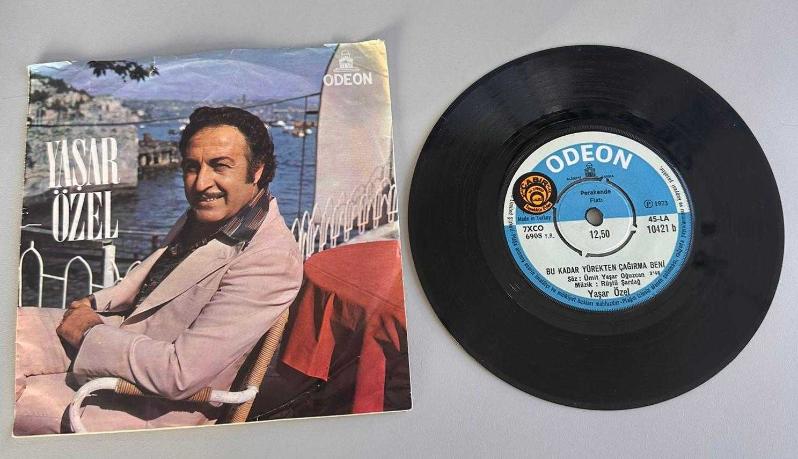 YAŞAR
ÖZEL
ODEON
ODEON
Perakende
Fiatı
12,50
Made in Turkey
7XCO
6908 T.R.
℗ 1973
45-LA
10421 b
BU KADAR YÜREKTEN ÇAĞIRMA BENİ
Söz : Ümit Yaşar Oğuzcan
Müzik : Rüştü Şardağ
Yaşar Özel